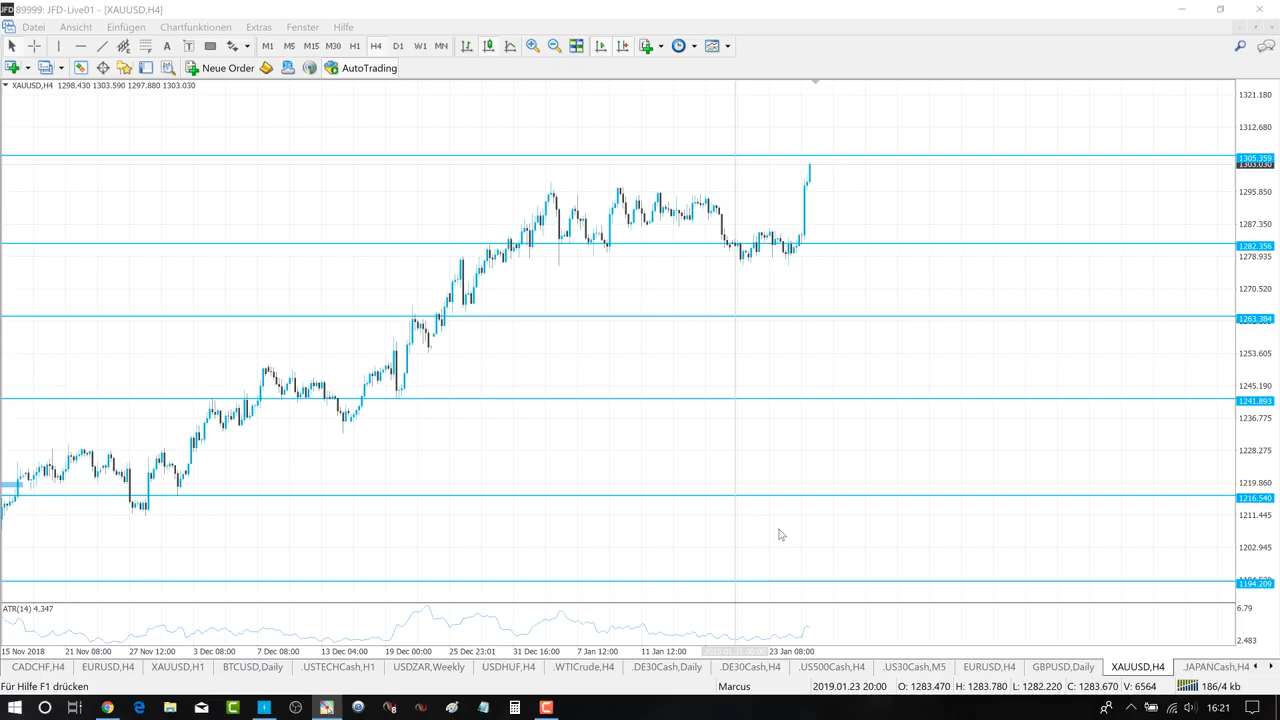 JFD 89999: JFD-Live01 - [XAUUSD,H4]
Datei Ansicht Einfügen Chartfunktionen Extras Fenster Hilfe
A T M1 M5 M15 M30 H1 H4 D1 W1 MN
Neue Order AutoTrading
XAUUSD,H4 1298.430 1303.590 1297.880 1303.030
1321.180
1312.680
1305.359
1303.030
1295.850
1287.350
1282.356
1278.935
1270.520
1263.384
1253.605
1245.190
1241.893
1236.775
1228.275
1219.860
1216.540
1211.445
1202.945
1194.209
ATR(14) 4.347
6.79
2.483
15 Nov 2018 21 Nov 08:00 27 Nov 12:00 3 Dec 08:00 7 Dec 08:00 13 Dec 04:00 19 Dec 00:00 25 Dec 23:01 31 Dec 16:00 7 Jan 12:00 11 Jan 12:00 23 Jan 08:00
CADCHF,H4 EURUSD,H4 XAUUSD,H1 BTCUSD,Daily .USTECHCash,H1 USDZAR,Weekly USDHUF,H4 .WTICrude,H4 .DE30Cash,Daily .DE30Cash,H4 .US500Cash,H4 .US30Cash,M5 EURUSD,H4 GBPUSD,Daily XAUUSD,H4 .JAPANCash,H4
Für Hilfe F1 drücken Marcus 2019.01.23 20:00 O: 1283.470 H: 1283.780 L: 1282.220 C: 1283.670 V: 6564 186/4 kb
16:21